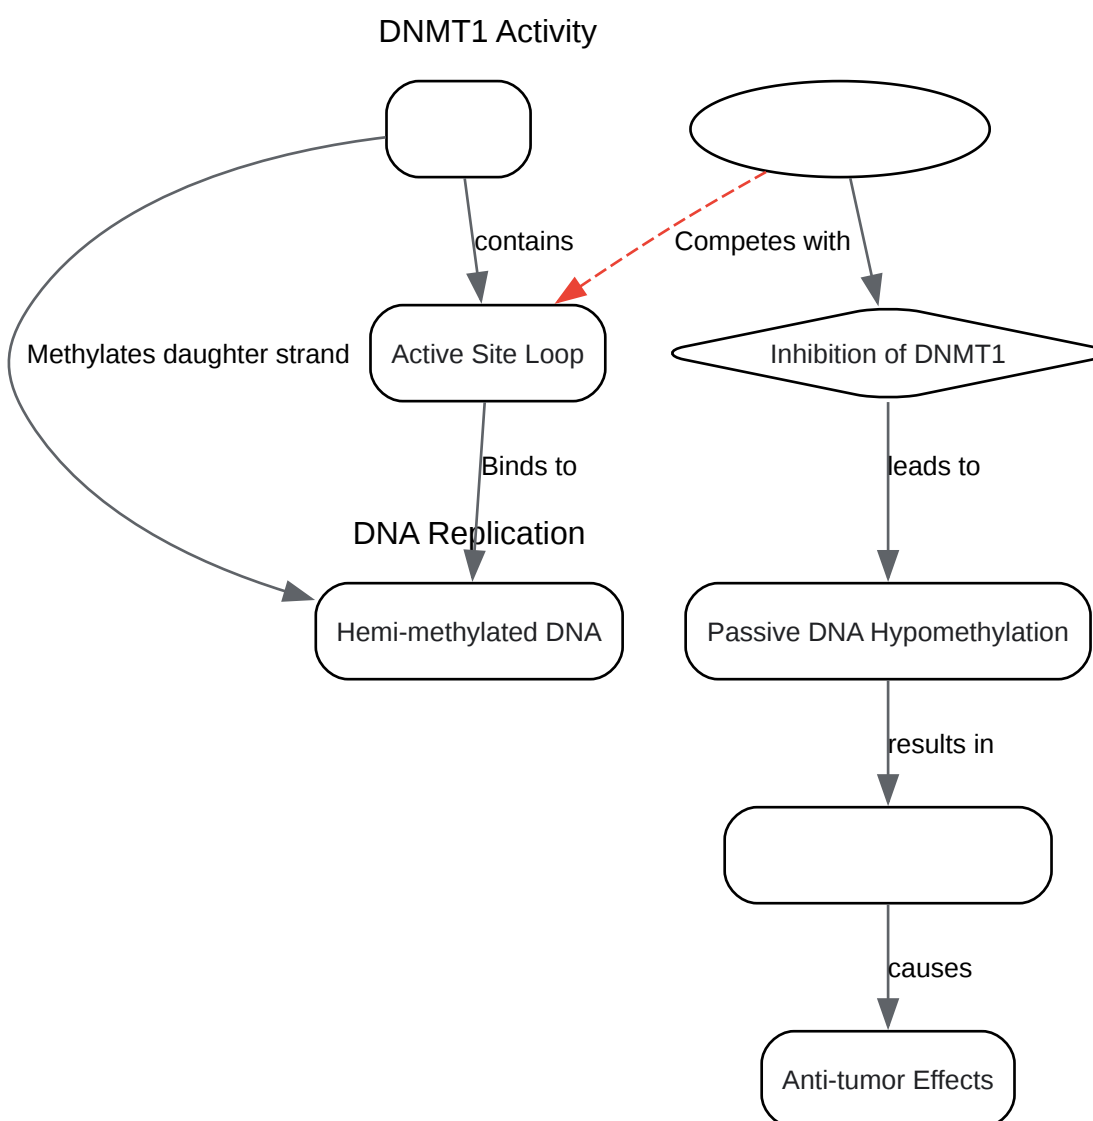 DNMT1 Activity
contains
Competes with
Methylates daughter strand
Active Site Loop
Inhibition of DNMT1
Binds to
leads to
DNA Replication
Hemi-methylated DNA
Passive DNA Hypomethylation
results in
causes
Anti-tumor Effects